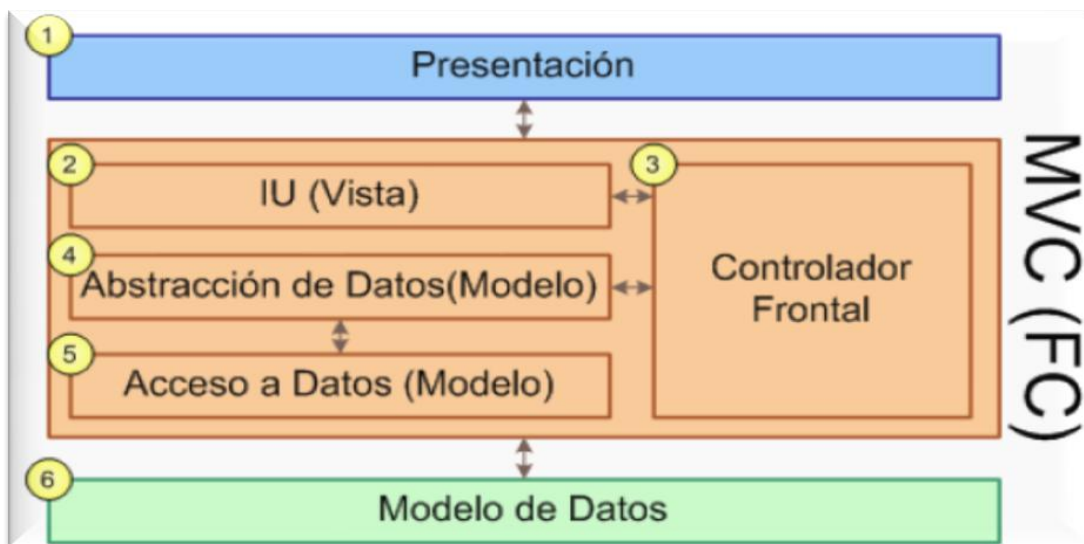 1
Presentación
2
IU (Vista)
3
Controlador
Frontal
4
Abstracción de Datos(Modelo)
5
Acceso a Datos (Modelo)
6
Modelo de Datos
MVC (FC)